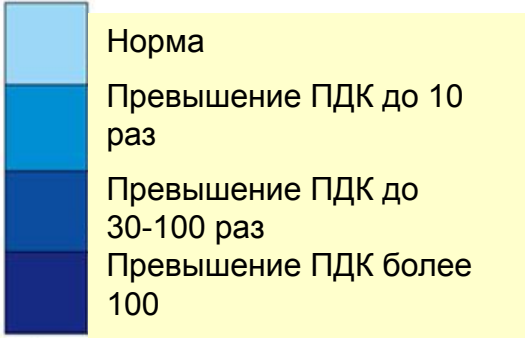 Норма
Превышение ПДК до 10
раз
Превышение ПДК до
30-100 раз
Превышение ПДК более
100